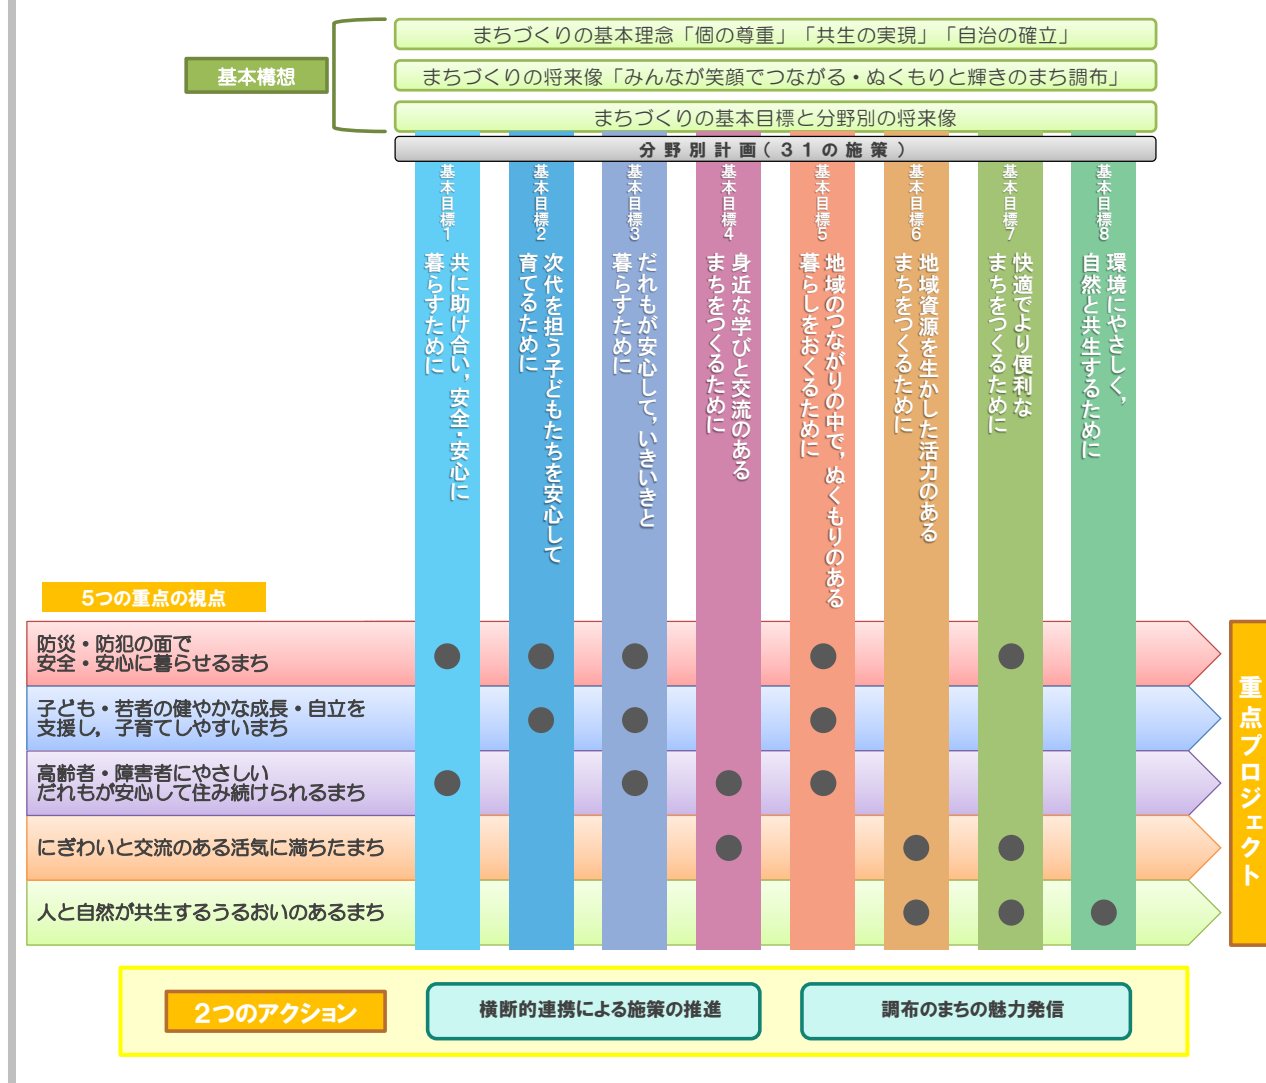 まちづくりの基本理念「個の尊重」「共生の実現」「自治の確立」
基本構想
まちづくりの将来像「みんなが笑顔でつながる・ぬくもりと輝きのまち調布」
まちづくりの基本目標と分野別の将来像
分野別計画(31の施策)
基本目標1
共に助け合い,安全・安心に
暮らすために
基本目標2
次代を担う子どもたちを安心して
育てるために
基本目標3
だれもが安心して,いきいきと
暮らすために
基本目標4
身近な学びと交流のある
まちをつくるために
基本目標5
地域のつながりの中で,ぬくもりのある
暮らしをおくるために
基本目標6
地域資源を生かした活力のある
まちをつくるために
基本目標7
快適でより便利な
まちをつくるために
基本目標8
環境にやさしく,
自然と共生するために
5つの重点の視点
防災・防犯の面で
安全・安心に暮らせるまち
子ども・若者の健やかな成長・自立を
支援し,子育てしやすいまち
高齢者・障害者にやさしい
だれもが安心して住み続けられるまち
にぎわいと交流のある活気に満ちたまち
人と自然が共生するうるおいのあるまち
重点プロジェクト
2つのアクション
横断的連携による施策の推進
調布のまちの魅力発信